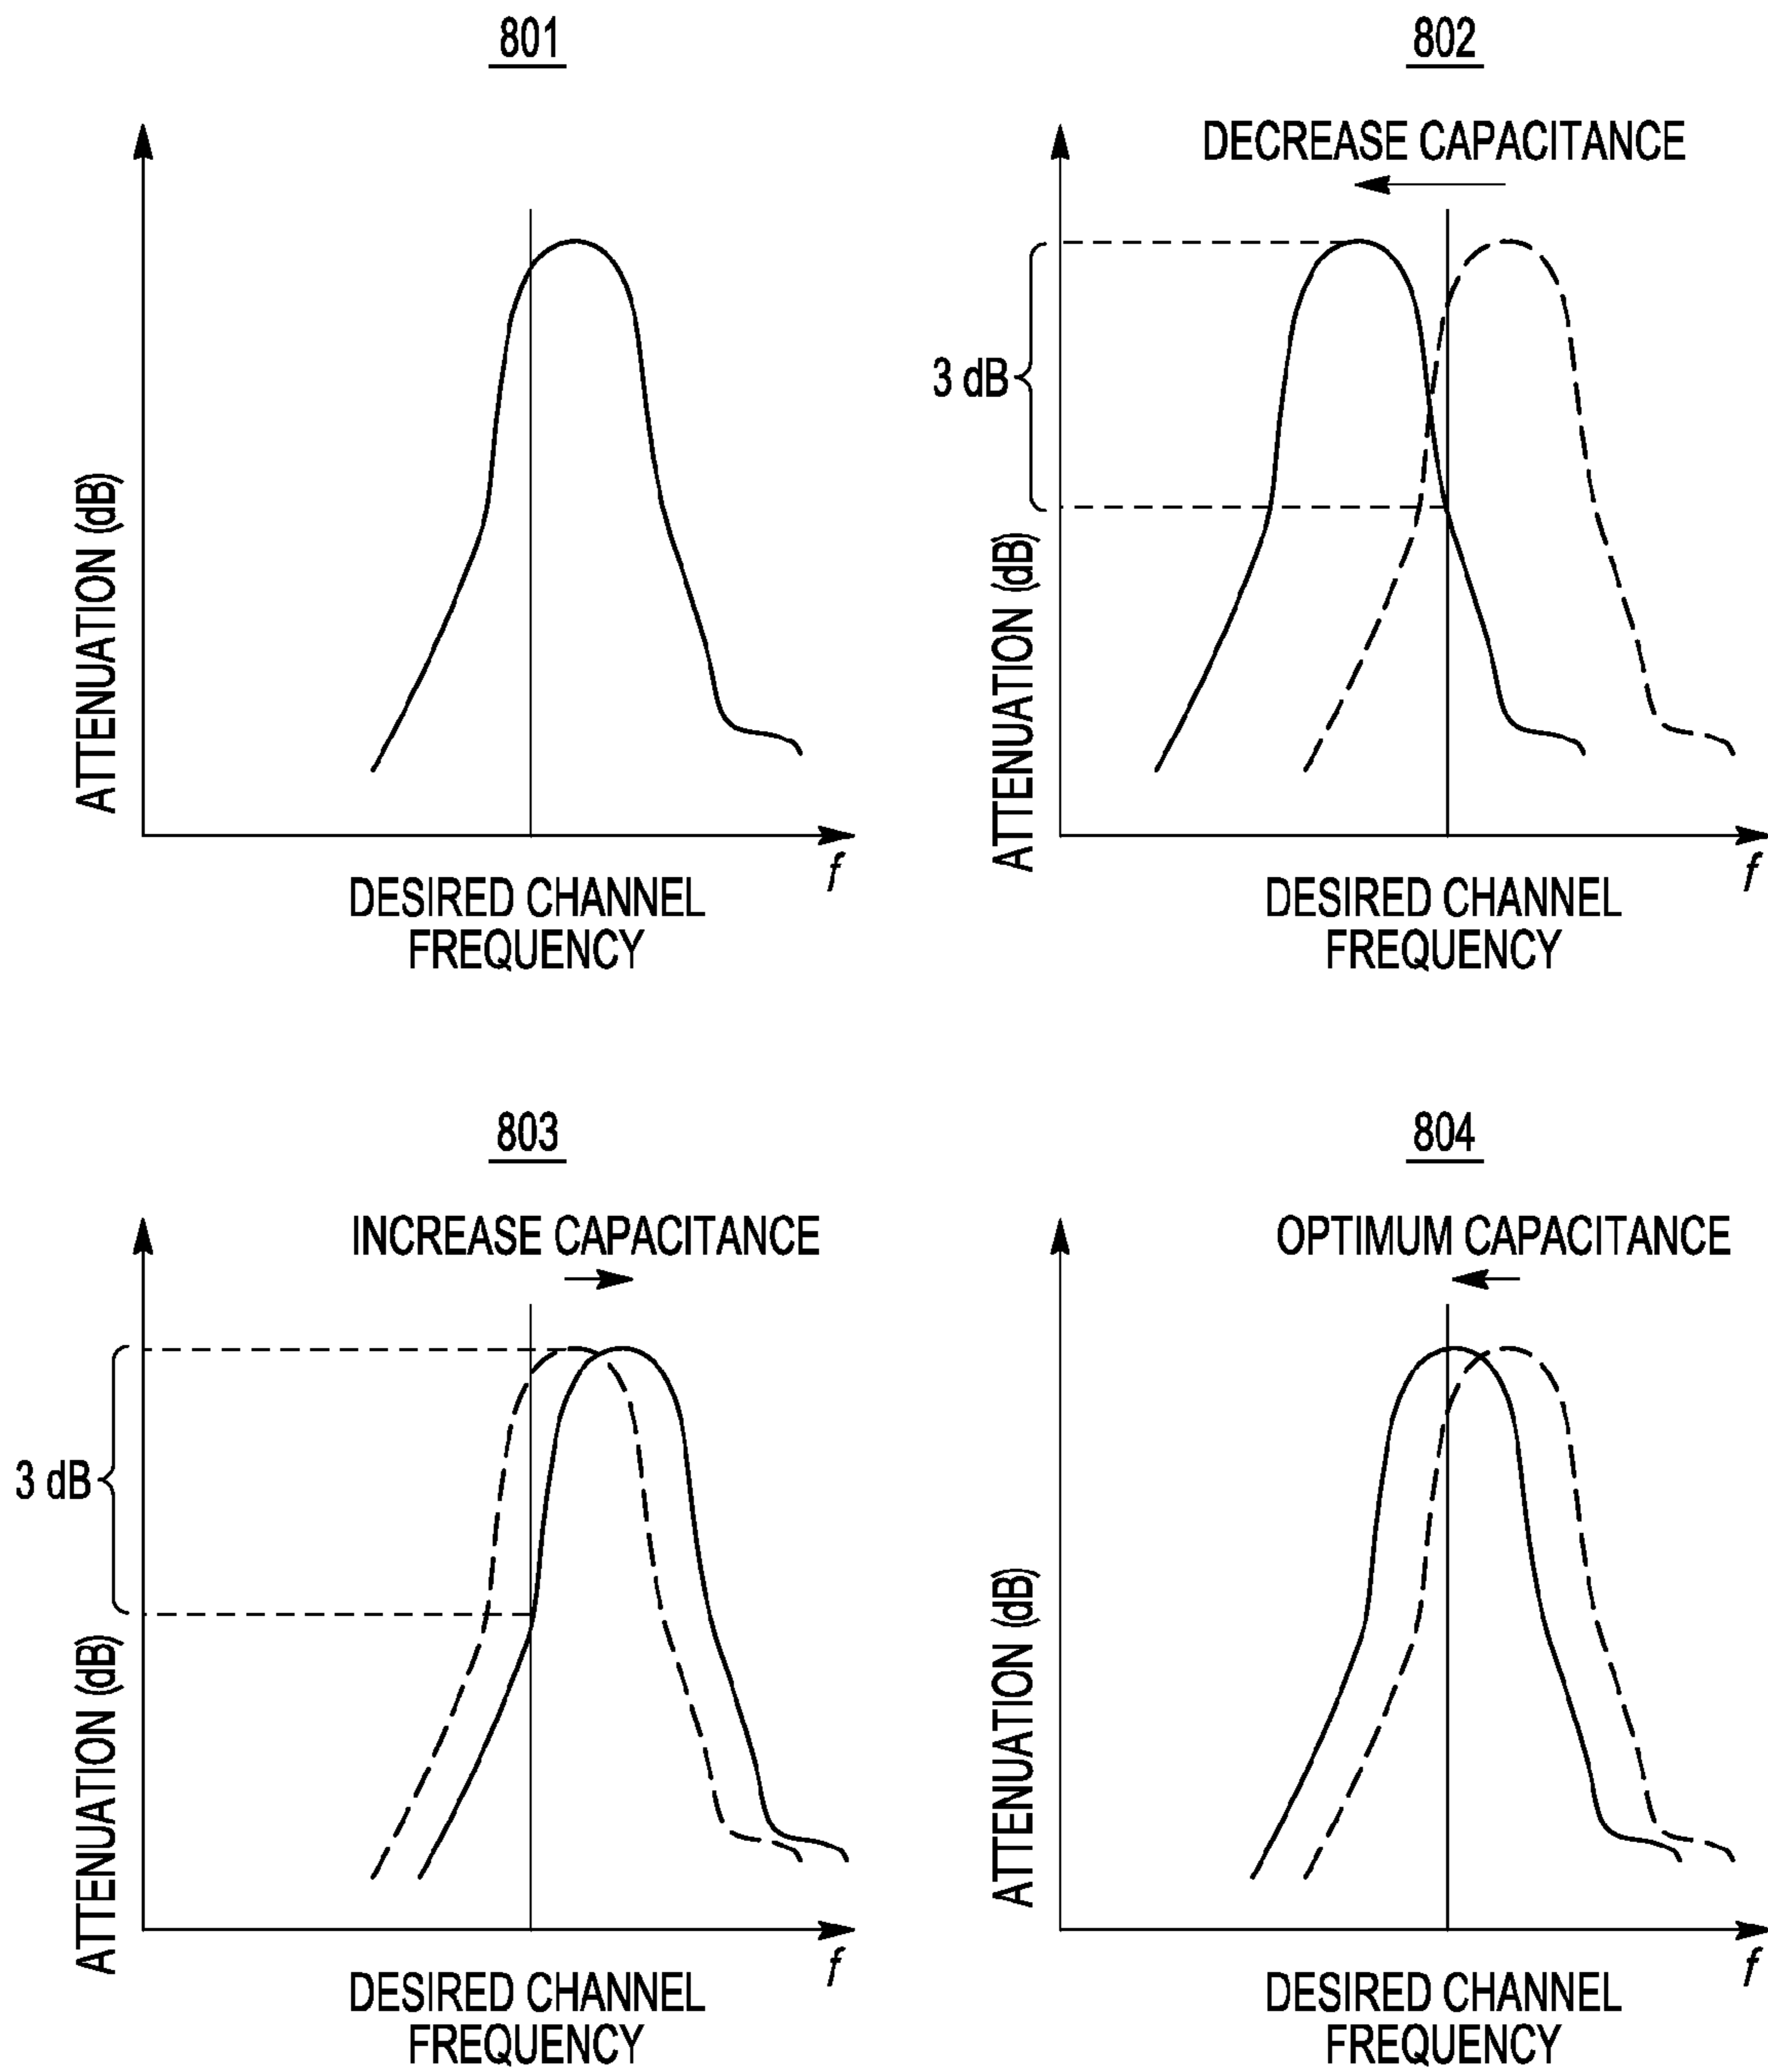 801
ATTENUATION (dB)
f
DESIRED CHANNEL
FREQUENCY
802
DECREASE CAPACITANCE
3 dB
ATTENUATION (dB)
f
DESIRED CHANNEL
FREQUENCY
803
INCREASE CAPACITANCE
3 dB
ATTENUATION (dB)
f
DESIRED CHANNEL
FREQUENCY
804
OPTIMUM CAPACITANCE
ATTENUATION (dB)
f
DESIRED CHANNEL
FREQUENCY